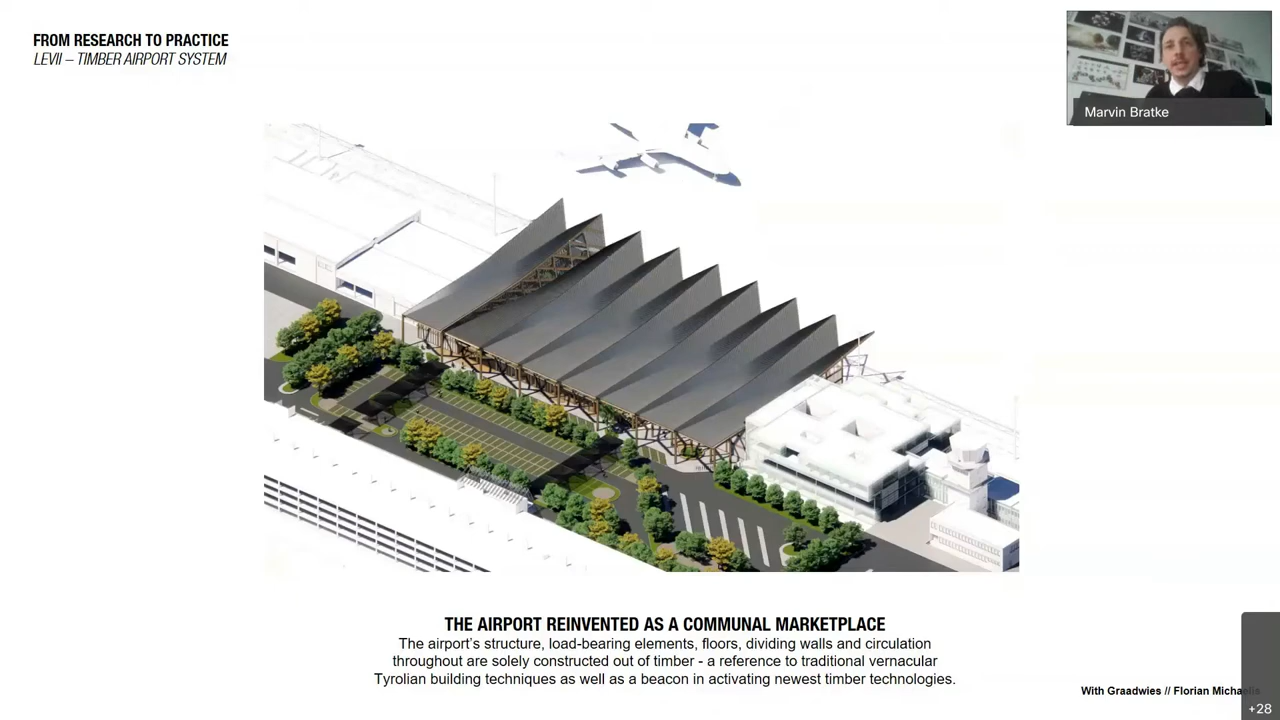 FROM RESEARCH TO PRACTICE
LEVII – TIMBER AIRPORT SYSTEM
Marvin Bratke
THE AIRPORT REINVENTED AS A COMMUNAL MARKETPLACE
The airport's structure, load-bearing elements, floors, dividing walls and circulation
throughout are solely constructed out of timber - a reference to traditional vernacular
Tyrolian building techniques as well as a beacon in activating newest timber technologies.
With Graadwies // Florian Michaelis
+28